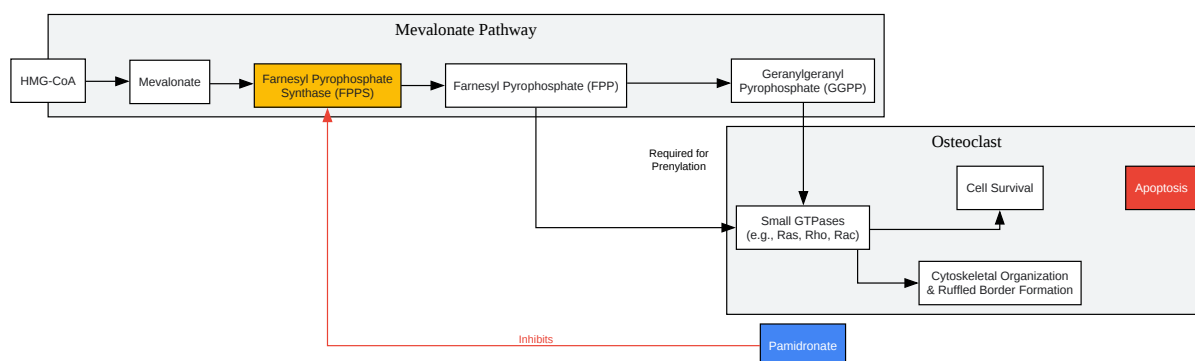 Mevalonate Pathway
HMG-CoA
Mevalonate
Farnesyl Pyrophosphate
Synthase (FPPS)
Farnesyl Pyrophosphate (FPP)
Geranylgeranyl
Pyrophosphate (GGPP)
Required for
Prenylation
Osteoclast
Cell Survival
Apoptosis
Small GTPases
(e.g., Ras, Rho, Rac)
Cytoskeletal Organization
& Ruffled Border Formation
Inhibits
Pamidronate